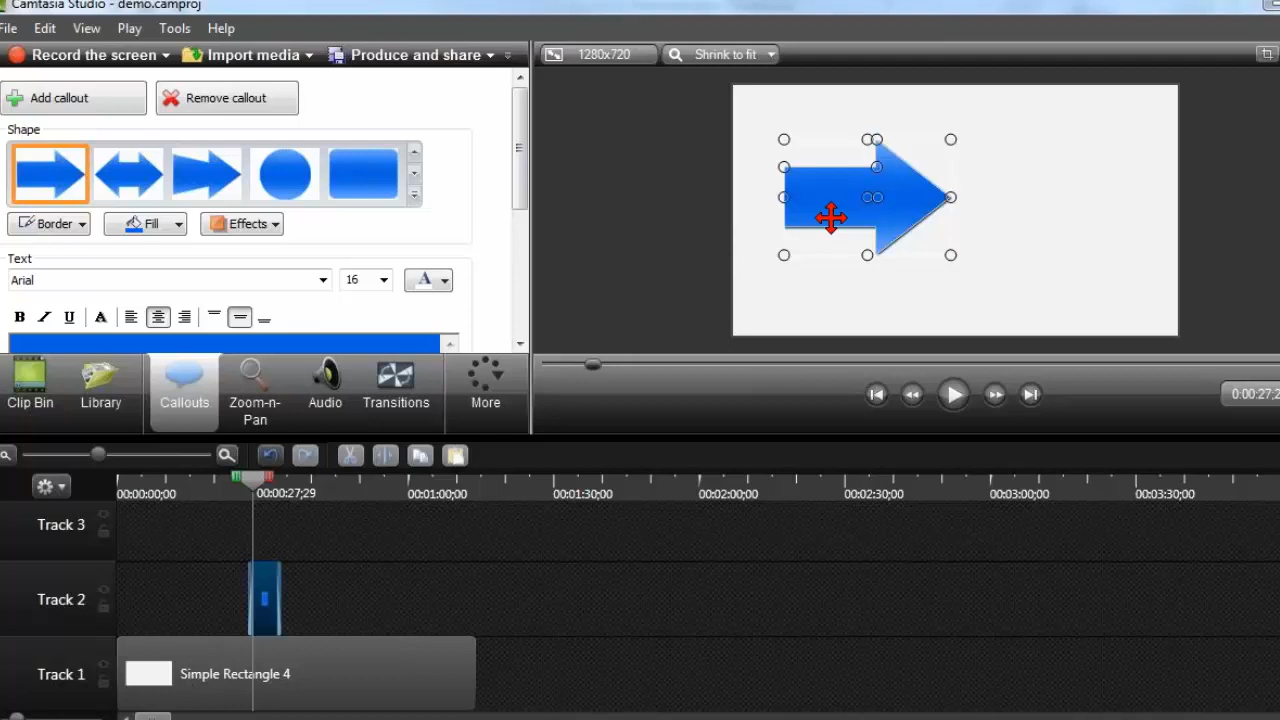 Camtasia Studio - demo.camproj
File Edit View Play Tools Help
Record the screen Import media Produce and share
1280x720 Shrink to fit
Add callout Remove callout
Shape
Border Fill Effects
Text
Arial 16 A
B I U A
Clip Bin Library Callouts Zoom-n-Pan Audio Transitions More
0:00:27;2
00:00:00;00 00:00:27;29 00:01:00;00 00:01:30;00 00:02:00;00 00:02:30;00 00:03:00;00 00:03:30;00
Track 3
Track 2
Track 1 Simple Rectangle 4